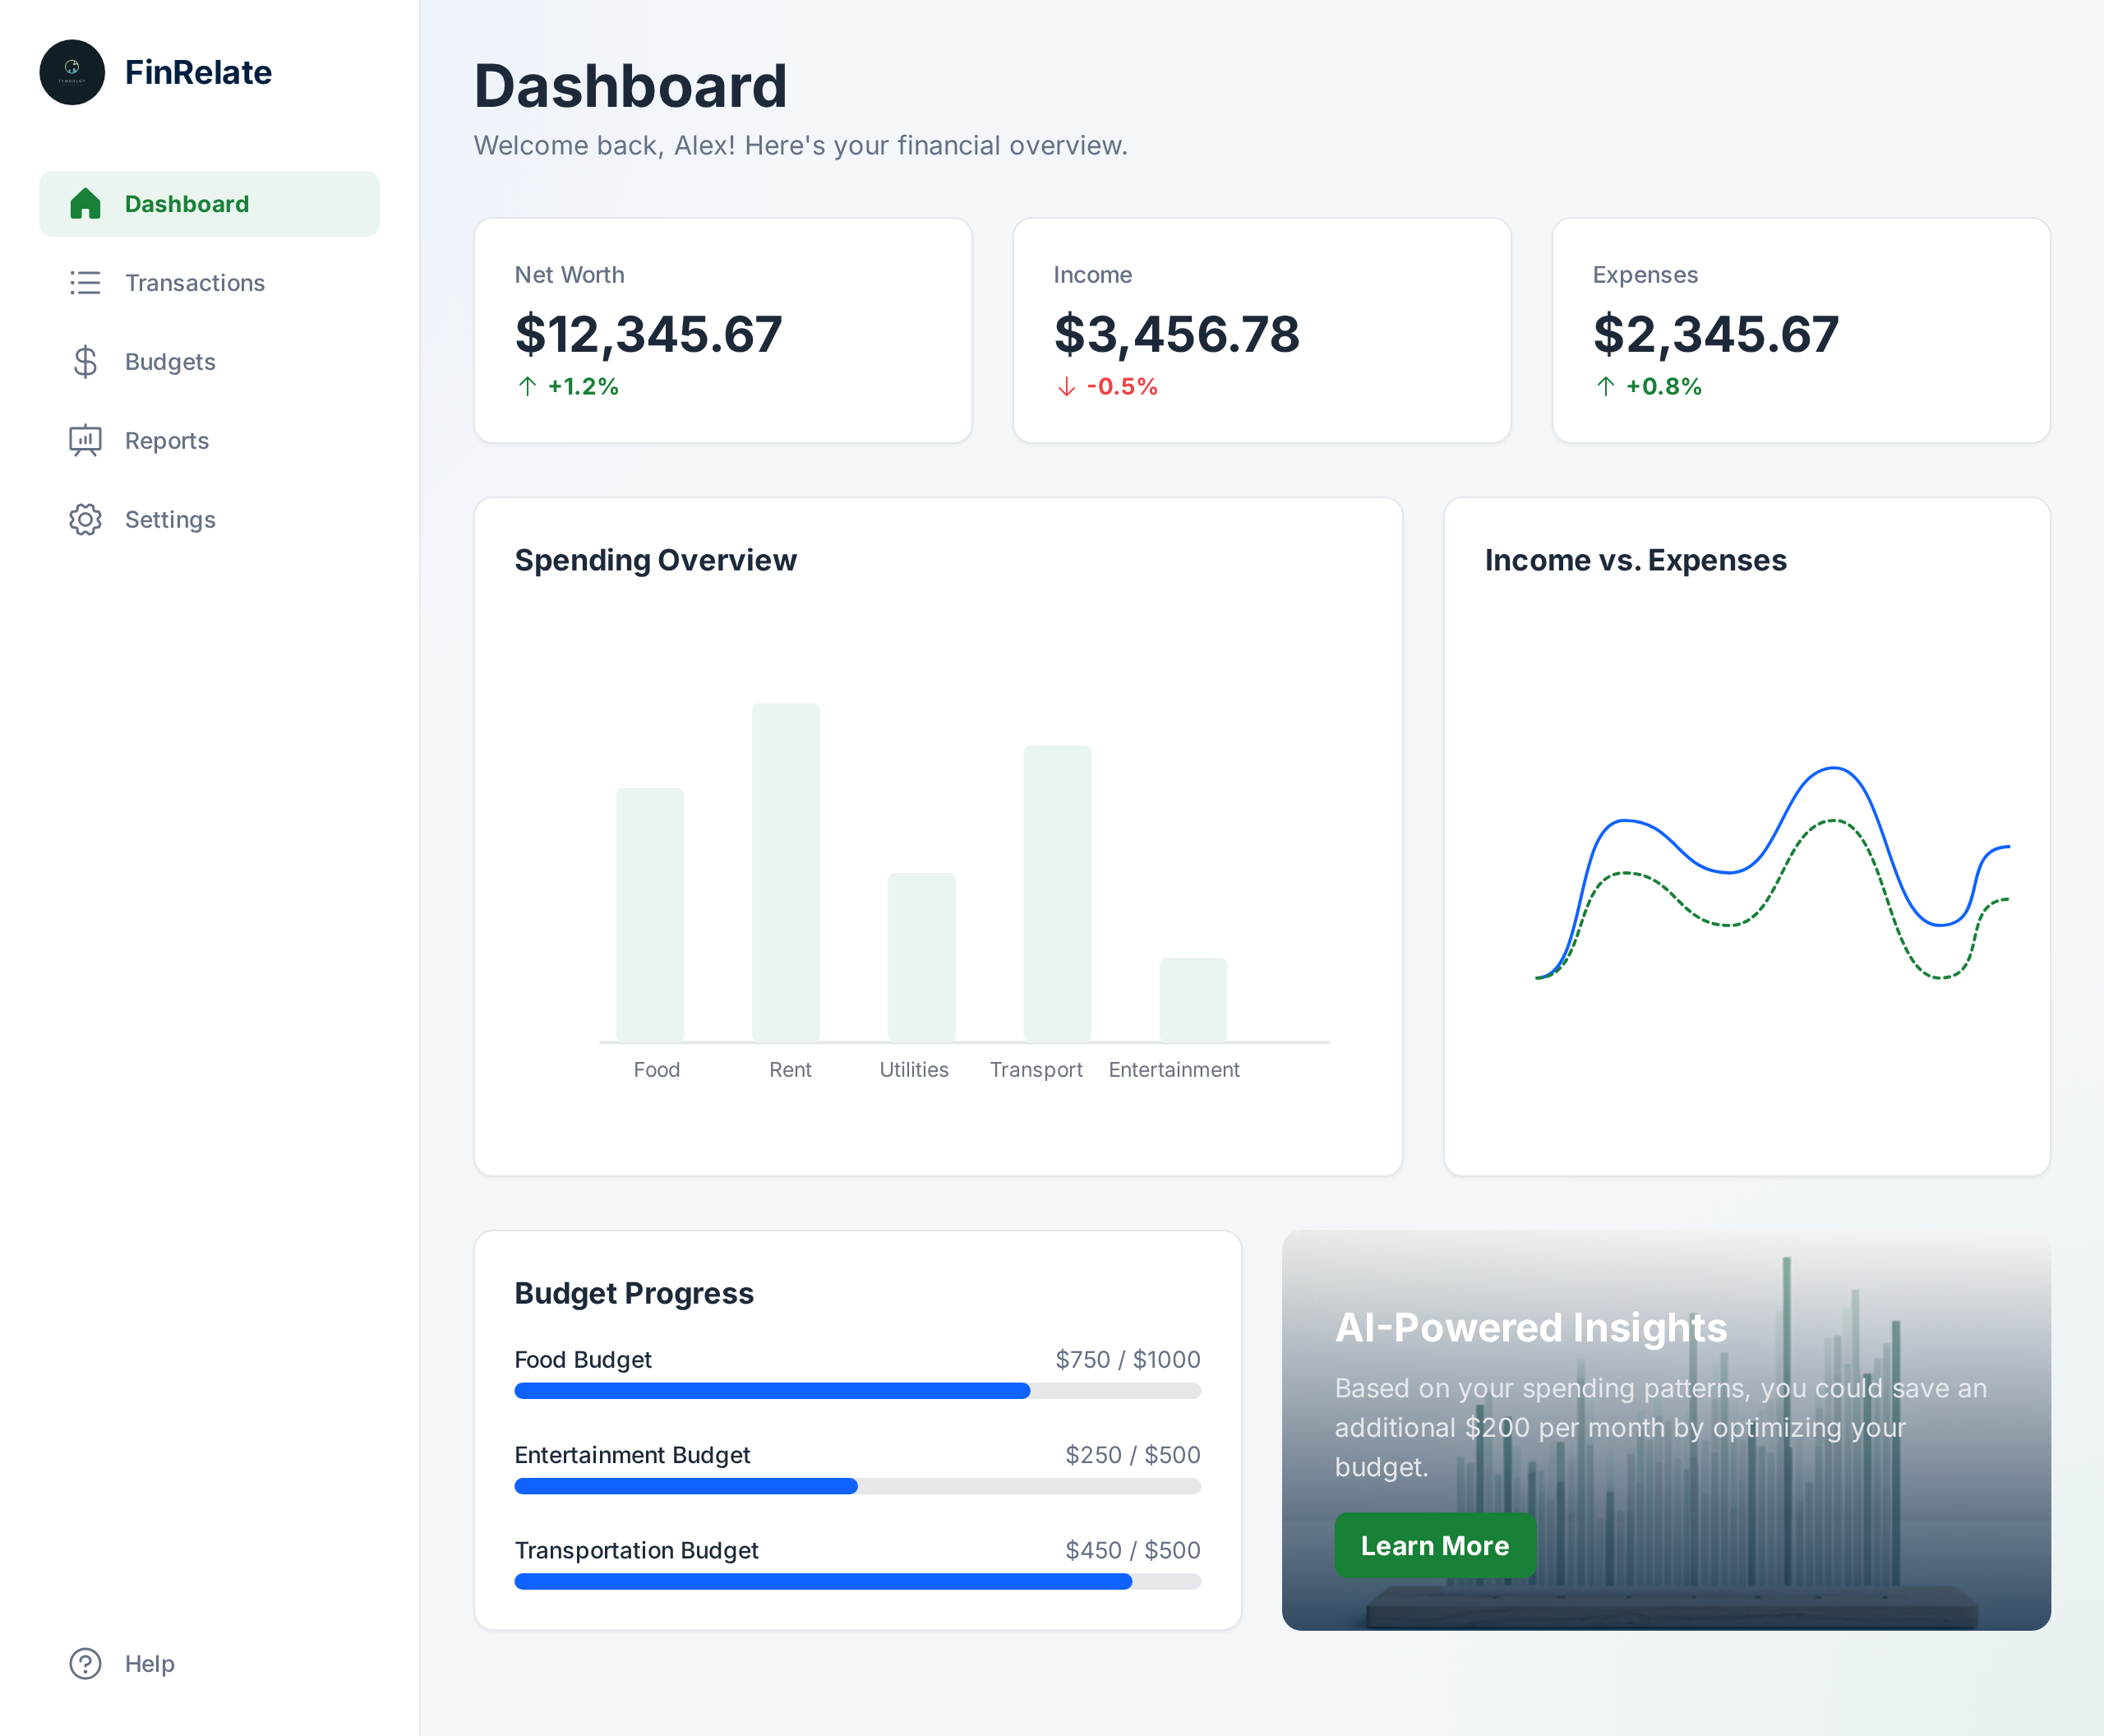 FinRelate
Dashboard
Transactions
Budgets
Reports
Settings
Help
Dashboard
Welcome back, Alex! Here's your financial overview.
Net Worth
$12,345.67
+1.2%
Income
$3,456.78
-0.5%
Expenses
$2,345.67
+0.8%
Spending Overview
Food
Rent
Utilities
Transport
Entertainment
Income vs. Expenses
Budget Progress
Food Budget
$750 / $1000
Entertainment Budget
$250 / $500
Transportation Budget
$450 / $500
AI-Powered Insights
Based on your spending patterns, you could save an
additional $200 per month by optimizing your
budget.
Learn More